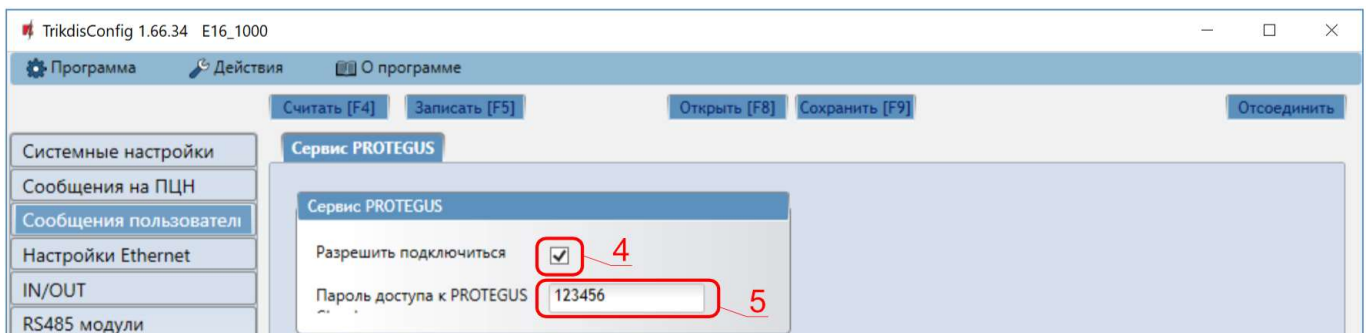 TrikdisConfig 1.66.34 E16_1000
Программа Действия О программе
Считать [F4] Записать [F5] Открыть [F8] Сохранить [F9] Отсоединить
Системные настройки
Сервис PROTEGUS
Сообщения на ПЦН
Сообщения пользовател
Сервис PROTEGUS
Настройки Ethernet
Разрешить подключиться
4
IN/OUT
Пароль доступа к PROTEGUS
123456
5
RS485 модули